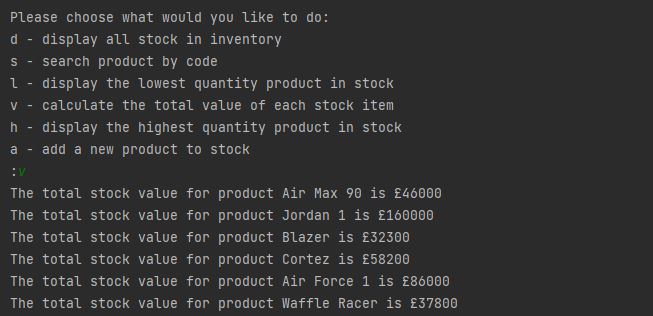 Please choose what would you like to do:
d - display all stock in inventory
s - search product by code
l - display the lowest quantity product in stock
v - calculate the total value of each stock item
h - display the highest quantity product in stock
a - add a new product to stock
:v
The total stock value for product Air Max 90 is £46000
The total stock value for product Jordan 1 is £160000
The total stock value for product Blazer is £32300
The total stock value for product Cortez is £58200
The total stock value for product Air Force 1 is £86000
The total stock value for product Waffle Racer is £37800